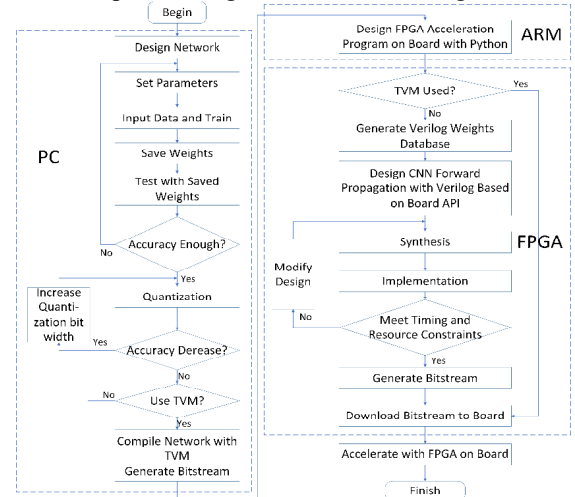 Begin
Design Network
Set Parameters
Input Data and Train
Save Weights
Test with Saved
Weights
Accuracy Enough?
No
Yes
Quantization
Increase
Quanti-
zation bit
width
Yes
Accuracy Derease?
No
No
Use TVM?
Yes
Compile Network with
TVM
Generate Bitstream
PC
Design FPGA Acceleration
Program on Board with Python
ARM
TVM Used?
Yes
No
Generate Verilog Weights
Database
Design CNN Forward
Propagation with Verilog Based
on Board API
FPGA
Synthesis
Modify
Design
Implementation
No
Meet Timing and
Resource Constraints
Yes
Generate Bitstream
Download Bitstream to Board
Accelerate with FPGA on Board
Finish